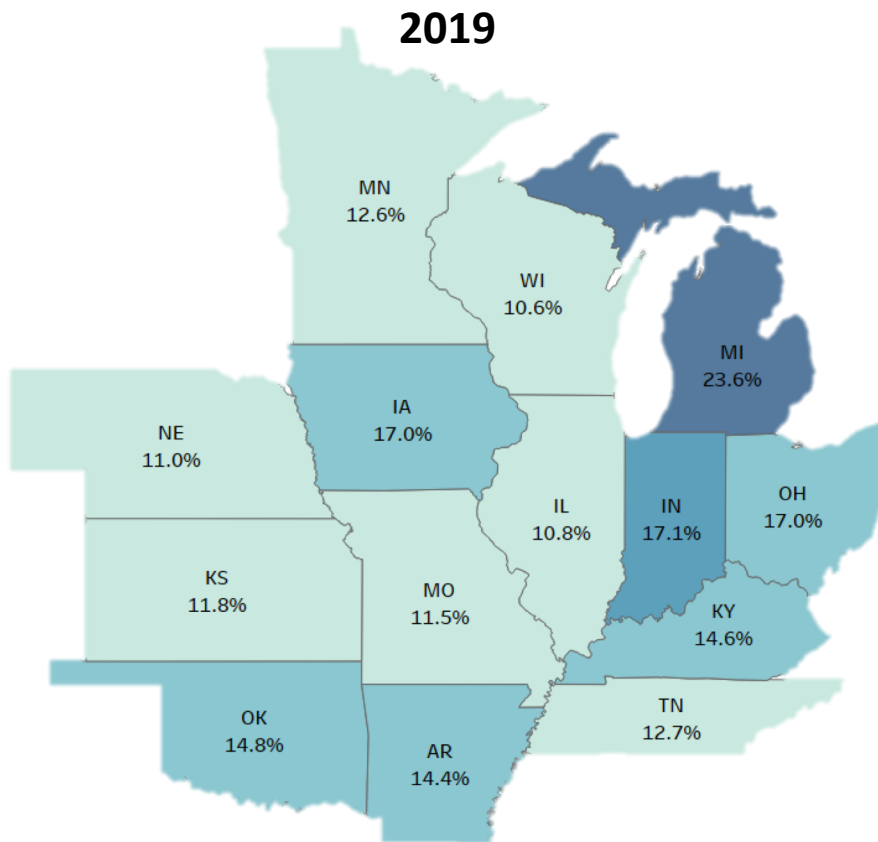 2019
MN
12.6%
WI
10.6%
MI
23.6%
IA
17.0%
NE
11.0%
IL
10.8%
IN
17.1%
OH
17.0%
KS
11.8%
MO
11.5%
KY
14.6%
OK
14.8%
AR
14.4%
TN
12.7%